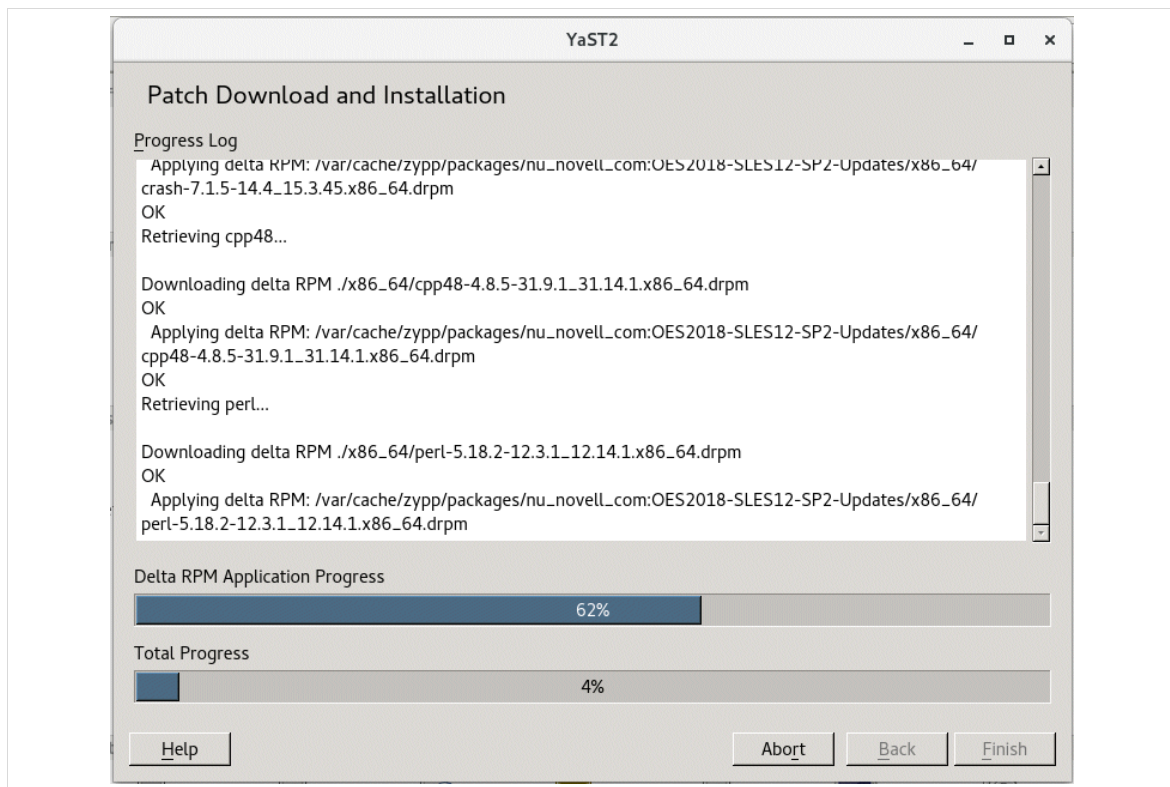 YaST2
Patch Download and Installation
Progress Log
Applying delta RPM: /var/cache/zypp/packages/nu_novell_com:OES2018-SLES12-SP2-Updates/x86_64/
crash-7.1.5-14.4_15.3.45.x86_64.drpm
OK
Retrieving cpp48...
Downloading delta RPM ./x86_64/cpp48-4.8.5-31.9.1_31.14.1.x86_64.drpm
OK
Applying delta RPM: /var/cache/zypp/packages/nu_novell_com:OES2018-SLES12-SP2-Updates/x86_64/
cpp48-4.8.5-31.9.1_31.14.1.x86_64.drpm
OK
Retrieving perl...
Downloading delta RPM ./x86_64/perl-5.18.2-12.3.1_12.14.1.x86_64.drpm
OK
Applying delta RPM: /var/cache/zypp/packages/nu_novell_com:OES2018-SLES12-SP2-Updates/x86_64/
perl-5.18.2-12.3.1_12.14.1.x86_64.drpm
Delta RPM Application Progress
62%
Total Progress
4%
Help Abort Back Finish